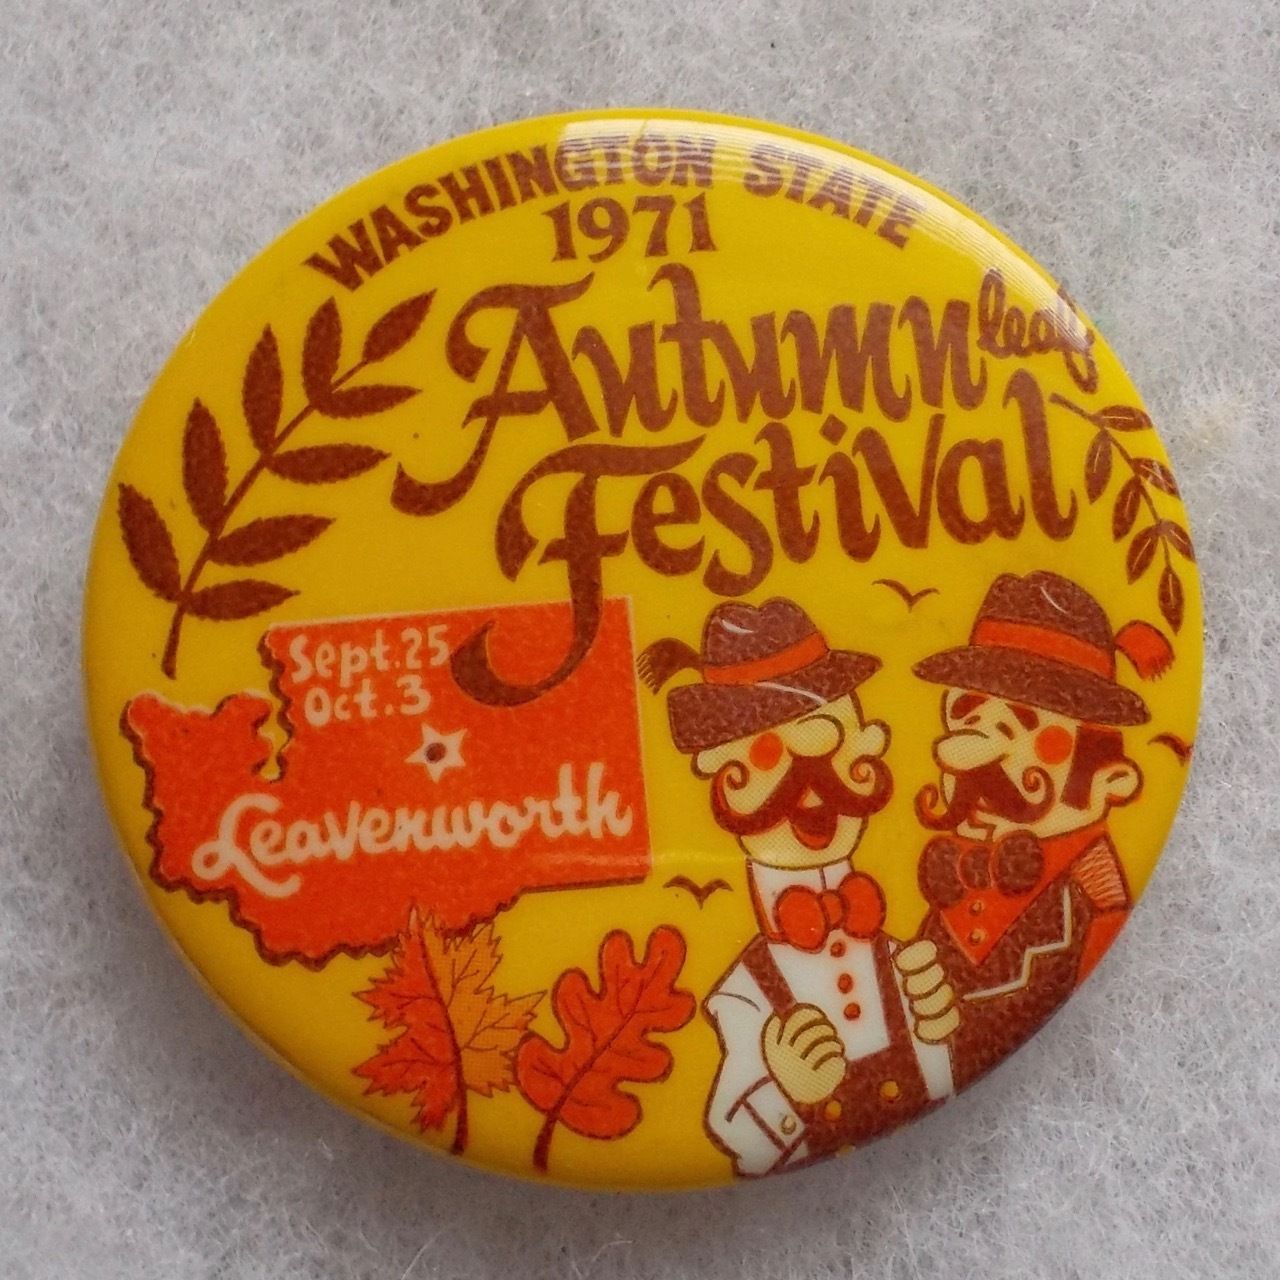 WASHINGTON STATE
1971
Autumn leaf
Festival
Sept. 25
Oct. 3
Leavenworth